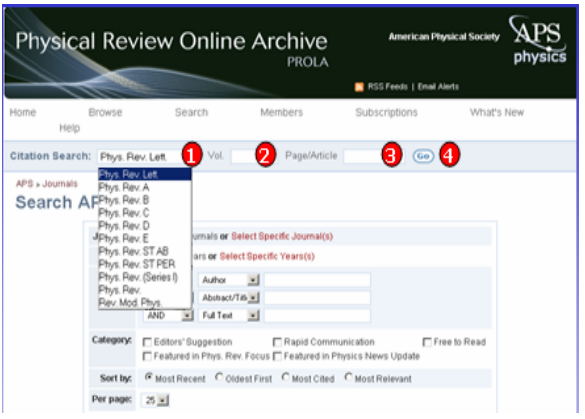 Physical Review Online Archive
PROLA
American Physical Society
APS
physics
RSS Feeds | Email Alerts
Home Browse Search Members Subscriptions What's New
Help
Citation Search: Phys. Rev. Lett. 1 Vol. 2 Page/Article 3 Go 4
APS » Journals
Search AP
Phys. Rev. Lett.
Phys. Rev. A
Phys. Rev. B
Phys. Rev. C
Phys. Rev. D
Phys. Rev. E
Phys. Rev. ST AB
Phys. Rev. ST PER
Phys. Rev. (Series I)
Phys. Rev.
Rev. Mod. Phys.
J urnals or Select Specific Journal(s)
ars or Select Specific Years(s)
Author
Abstract/Titl
AND Full Text
Category: Editors' Suggestion Rapid Communication Free to Read
Featured in Phys. Rev. Focus Featured in Physics News Update
Sort by: Most Recent Oldest First Most Cited Most Relevant
Per page: 25